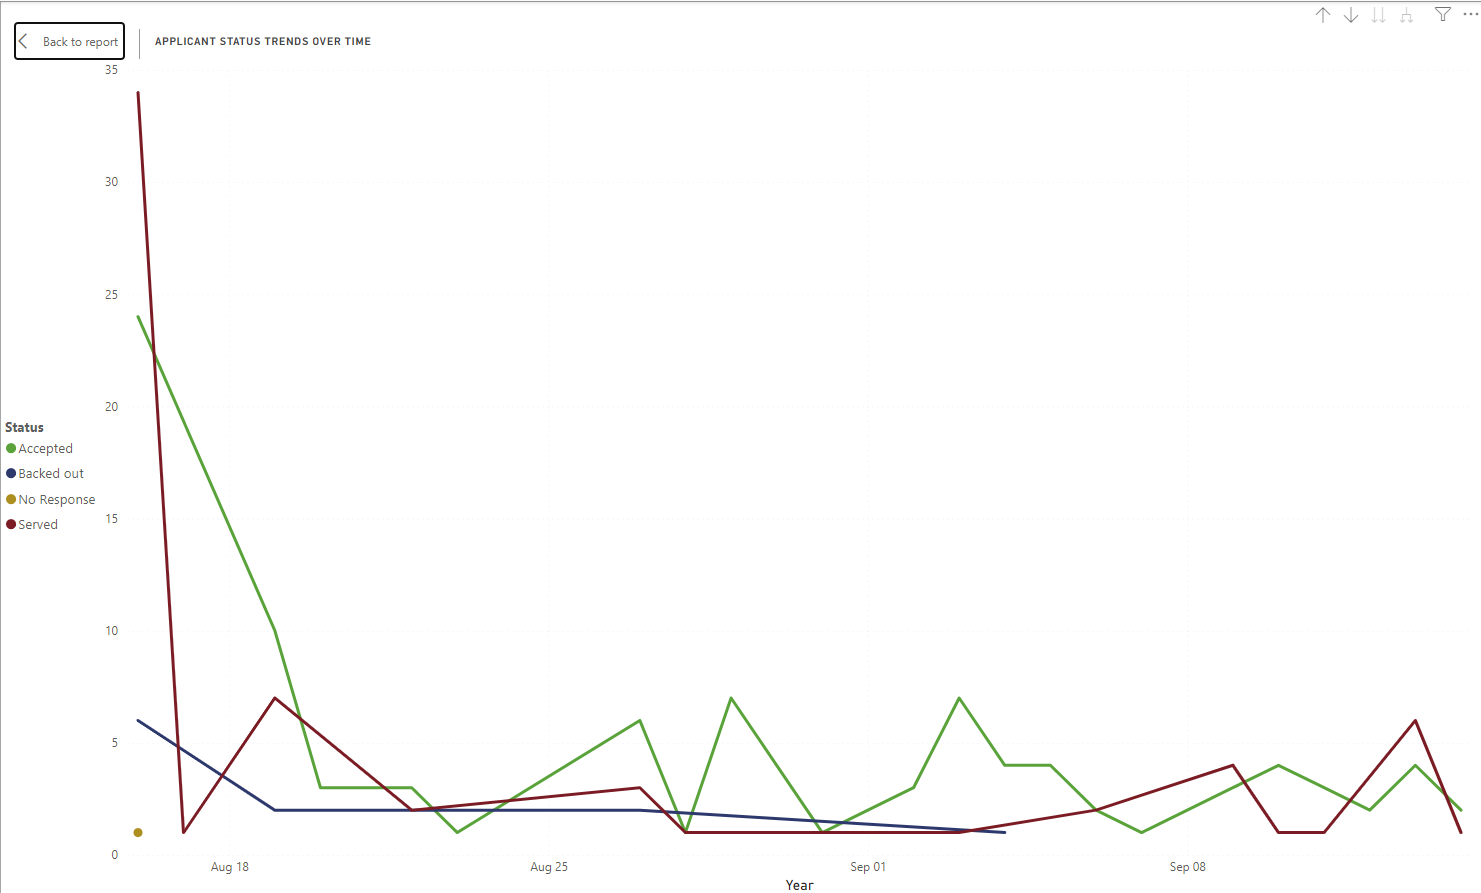 Back to report
APPLICANT STATUS TRENDS OVER TIME
35
30
25
20
15
10
5
0
Status
Accepted
Backed out
No Response
Served
Aug 18
Aug 25
Sep 01
Sep 08
Year